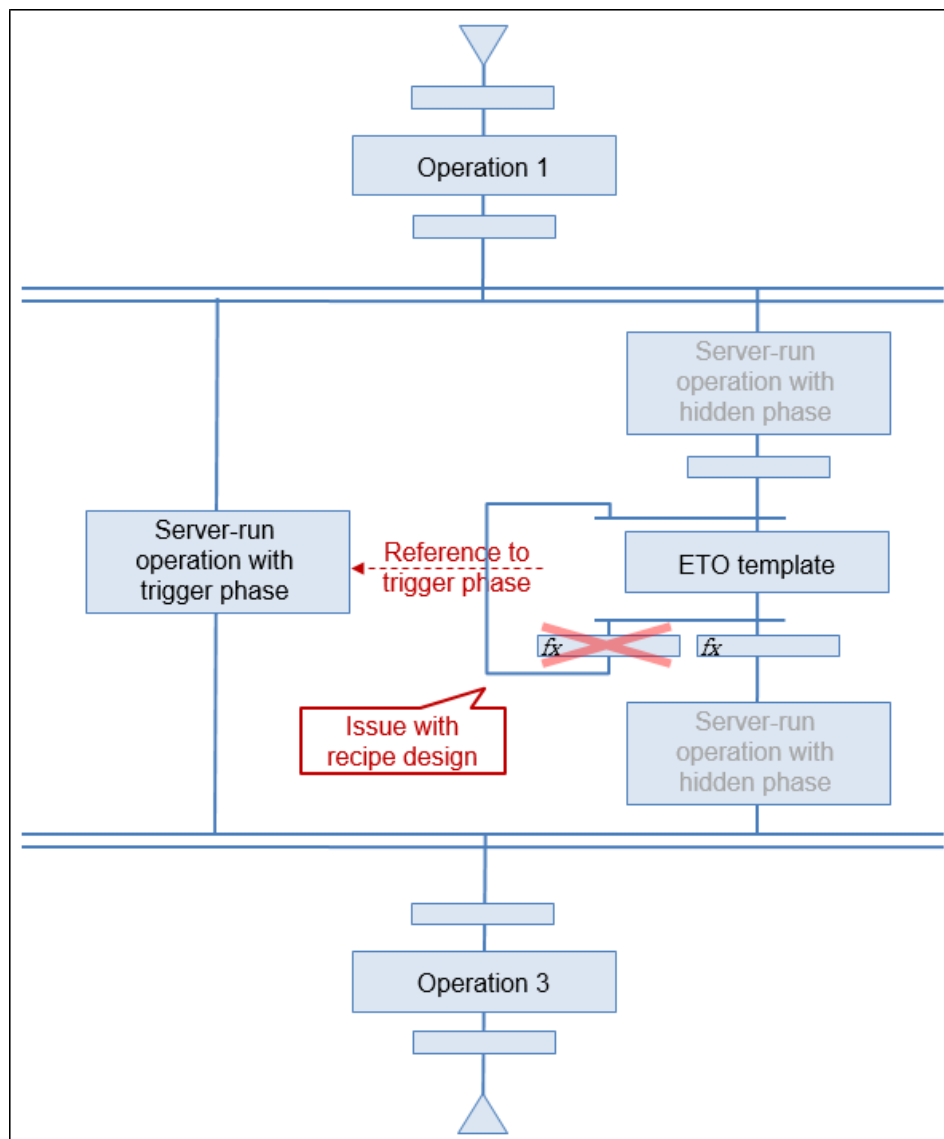 Operation 1
Server-run
operation with
hidden phase
Server-run
operation with
trigger phase
Reference to
trigger phase
ETO template
fx
fx
Issue with
recipe design
Server-run
operation with
hidden phase
Operation 3